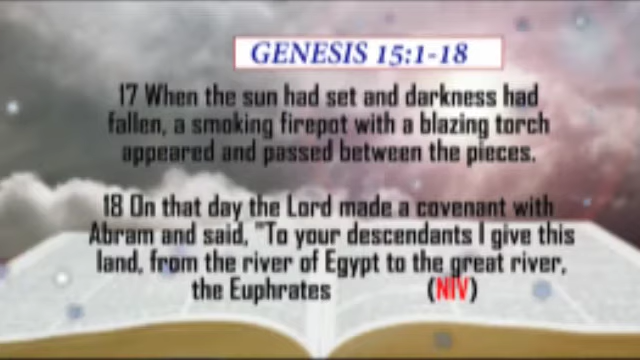 GENESIS 15:1-18
17 When the sun had set and darkness had
fallen, a smoking firepot with a blazing torch
appeared and passed between the pieces.
18 On that day the Lord made a covenant with
Abram and said, "To your descendants I give this
land, from the river of Egypt to the great river,
the Euphrates (NIV)